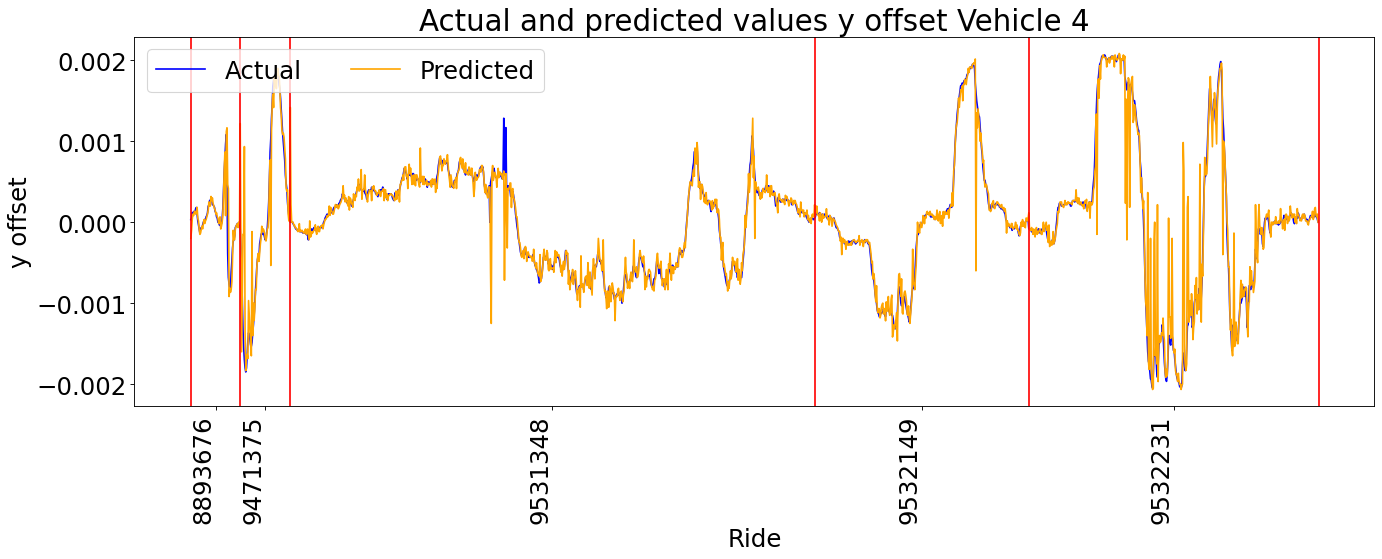 Actual and predicted values y offset Vehicle 4
Actual
Predicted
y offset
0.002
0.001
0.000
−0.001
−0.002
8893676
9471375
9531348
9532149
9532231
Ride